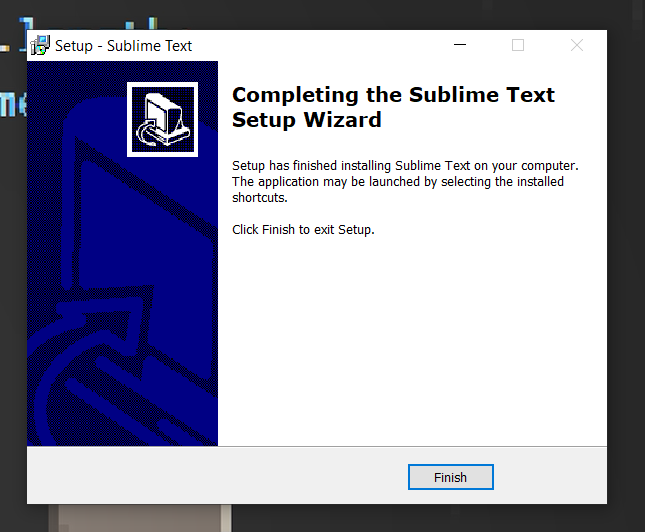 Setup - Sublime Text
Completing the Sublime Text
Setup Wizard
Setup has finished installing Sublime Text on your computer.
The application may be launched by selecting the installed
shortcuts.
Click Finish to exit Setup.
Finish